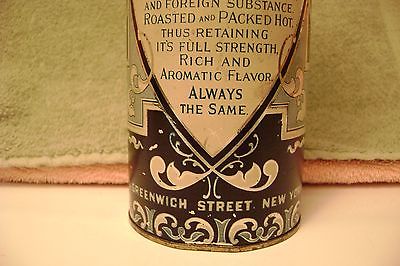 AND FOREIGN SUBSTANCE.
ROASTED AND PACKED HOT,
THUS RETAINING
IT'S FULL STRENGTH,
RICH AND
AROMATIC FLAVOR.
ALWAYS
THE SAME.
GREENWICH STREET. NEW YORK